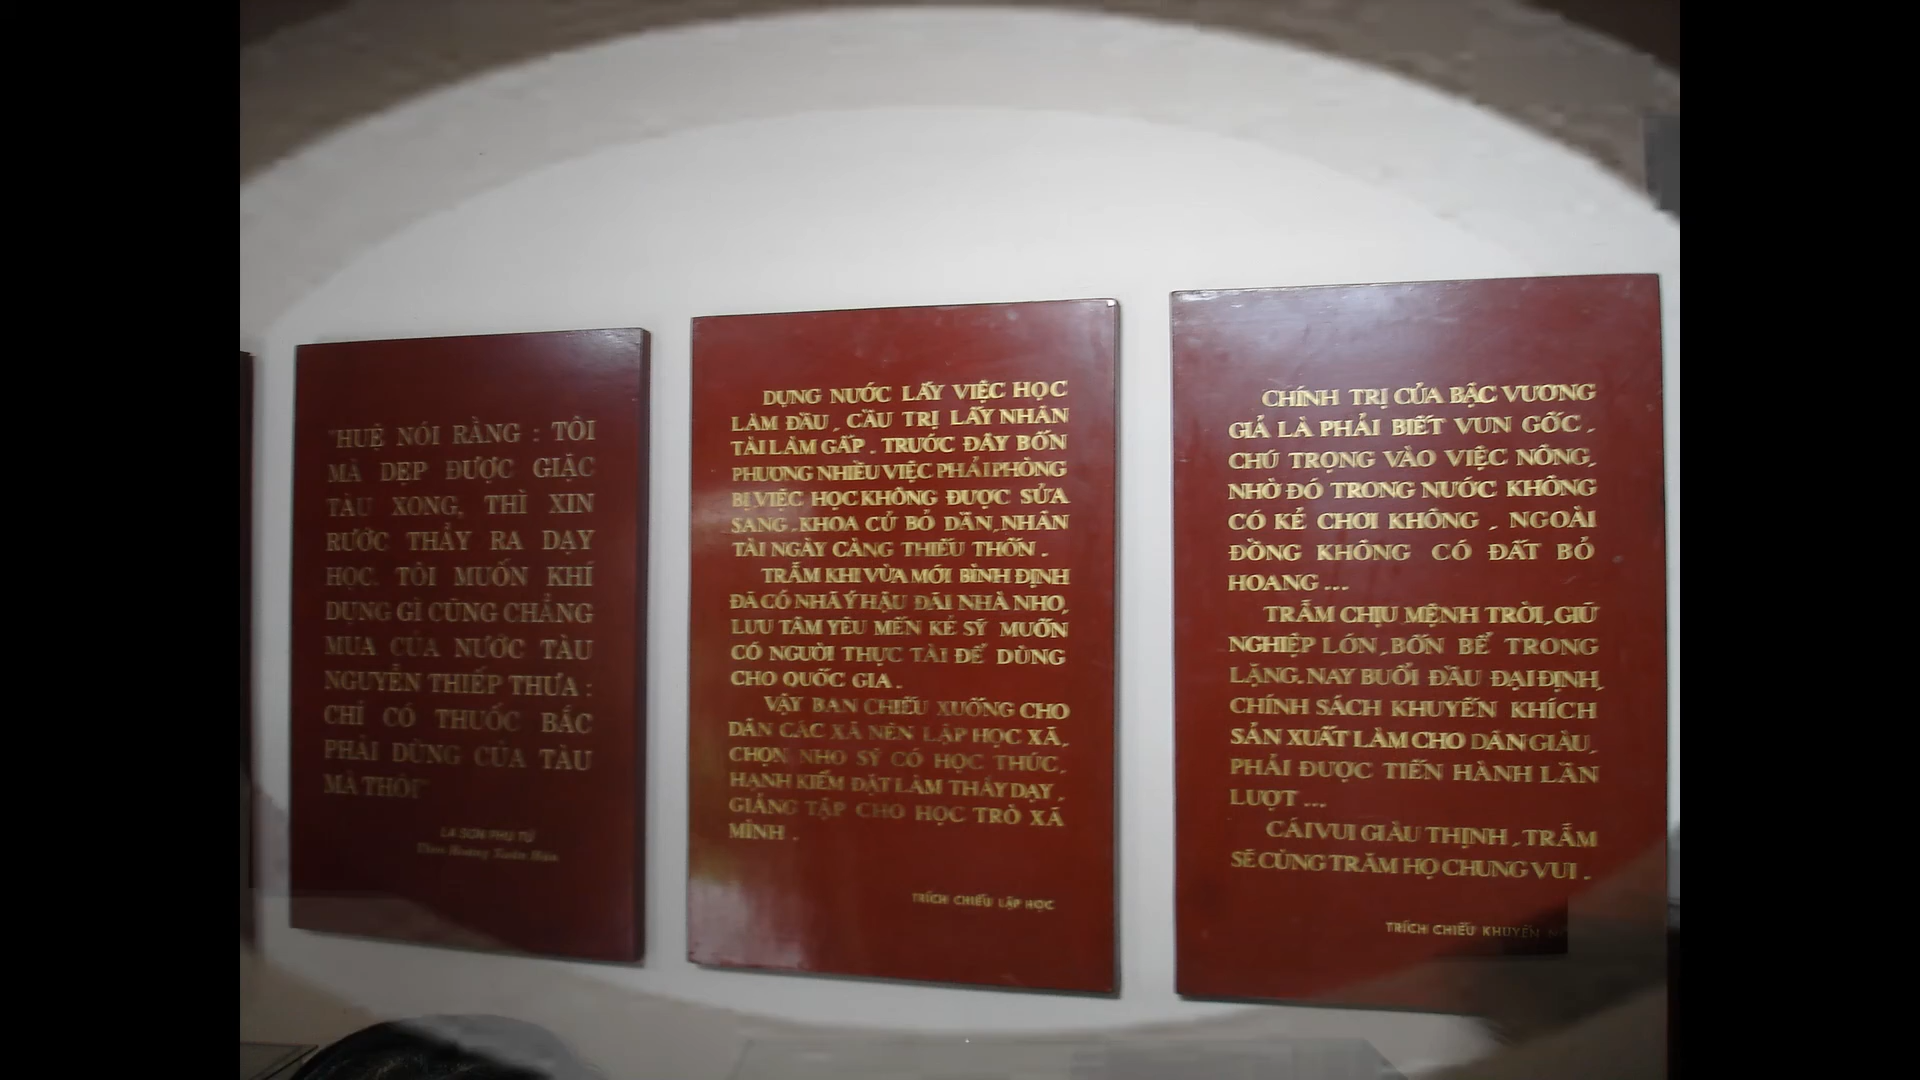 "HUỆ NÓI RẰNG : TÔI
MÀ DẸP ĐƯỢC GIẶC
TÀU XONG, THÌ XIN
RƯỚC THẦY RA DẠY
HỌC. TÔI MUỐN KHÍ
DỤNG GÌ CŨNG CHẲNG
MUA CỦA NƯỚC TÀU
NGUYỄN THIẾP THƯA :
CHỈ CÓ THUỐC BẮC
PHẢI DÙNG CỦA TÀU
MÀ THÔI"
LA SƠN PHU TỬ
Theo Hoàng Xuân Hãn
DỤNG NƯỚC LẤY VIỆC HỌC
LÀM ĐẦU , CẦU TRỊ LẤY NHÂN
TÀI LÀM GẤP . TRƯỚC ĐÂY BỐN
PHƯƠNG NHIỀU VIỆC PHẢI PHÒNG
BỊ, VIỆC HỌC KHÔNG ĐƯỢC SỬA
SANG . KHOA CỬ BỎ DẦN, NHÂN
TÀI NGÀY CÀNG THIẾU THỐN .
TRẪM KHI VỪA MỚI BÌNH ĐỊNH
ĐÃ CÓ NHÃ Ý HẬU ĐÃI NHÀ NHO,
LƯU TÂM YÊU MẾN KẺ SỸ MUỐN
CÓ NGƯỜI THỰC TÀI ĐỂ DÙNG
CHO QUỐC GIA .
VẬY BAN CHIẾU XUỐNG CHO
DÂN CÁC XÃ NÊN LẬP HỌC XÃ,
CHỌN NHO SỸ CÓ HỌC THỨC,
HẠNH KIỂM ĐẶT LÀM THẦY DẠY ,
GIẢNG TẬP CHO HỌC TRÒ XÃ
MÌNH .
TRÍCH CHIẾU LẬP HỌC
CHÍNH TRỊ CỦA BẬC VƯƠNG
GIẢ LÀ PHẢI BIẾT VUN GỐC ,
CHÚ TRỌNG VÀO VIỆC NÔNG,
NHỜ ĐÓ TRONG NƯỚC KHÔNG
CÓ KẺ CHƠI KHÔNG , NGOÀI
ĐỒNG KHÔNG CÓ ĐẤT BỎ
HOANG ...
TRẪM CHỊU MỆNH TRỜI, GIỮ
NGHIỆP LỚN , BỐN BỂ TRONG
LẶNG. NAY BUỔI ĐẦU ĐẠI ĐỊNH,
CHÍNH SÁCH KHUYẾN KHÍCH
SẢN XUẤT LÀM CHO DÂN GIÀU,
PHẢI ĐƯỢC TIẾN HÀNH LẦN
LƯỢT ...
CÁI VUI GIÀU THỊNH , TRẪM
SẼ CÙNG TRĂM HỌ CHUNG VUI .
TRÍCH CHIẾU KHUYẾN